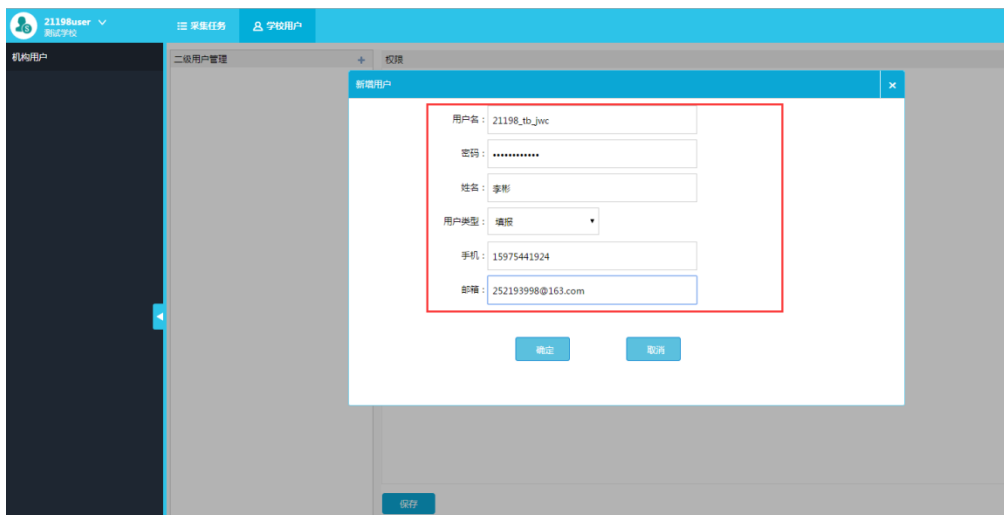 21198user
测试学校
采集任务
学校用户
机构用户
二级用户管理 +
权限
新增用户 ×
用户名： 21198_tb_jwc
密码： ••••••••••••
姓名： 李彬
用户类型： 填报
手机： 15975441924
邮箱： 252193998@163.com
确定
取消
保存